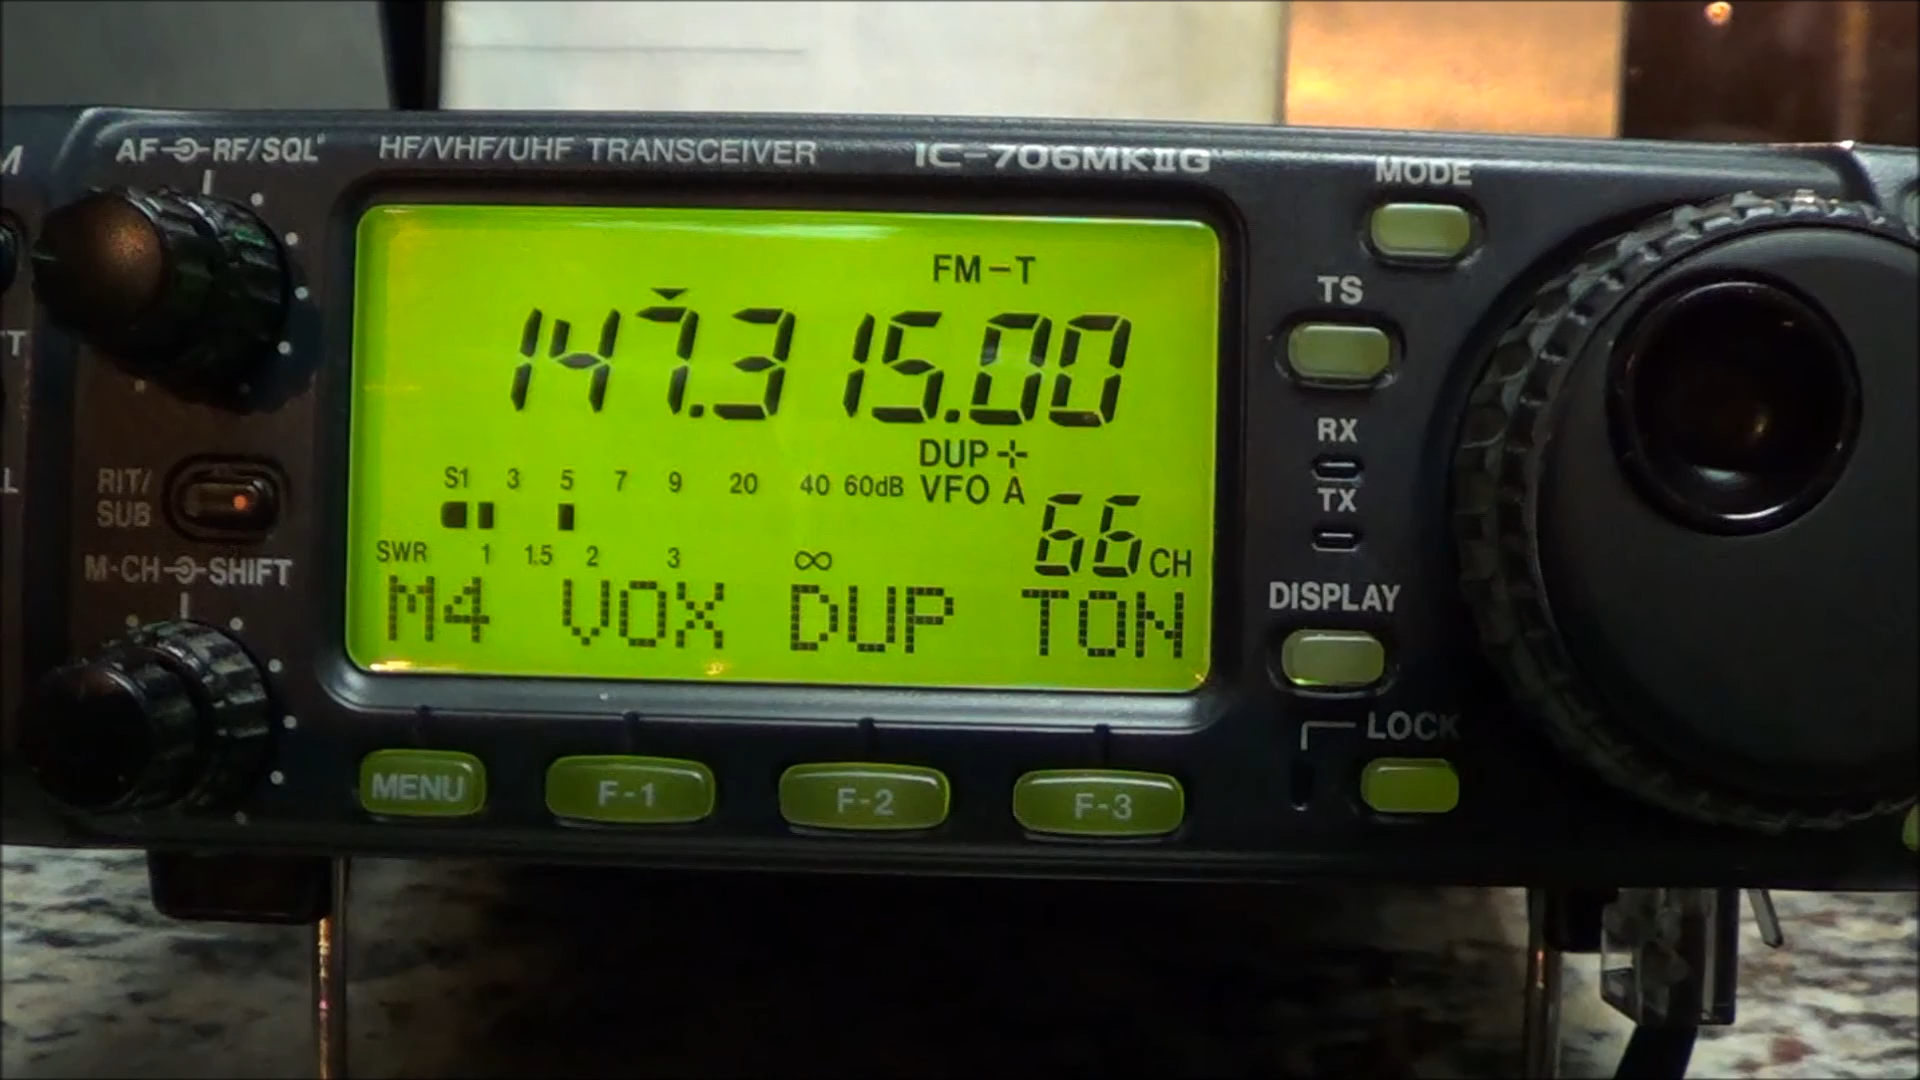 AF RF/SQL HF/VHF/UHF TRANSCEIVER IC-706MKIIG
MODE
FM-T
TS
147.315.00
RX
DUP+
S1 3 5 7 9 20 40 60dB VFO A
RIT/
SUB
TX
66 CH
SWR 1 1.5 2 3 ∞
M-CH SHIFT
DISPLAY
M4 VOX DUP TON
LOCK
MENU F-1 F-2 F-3